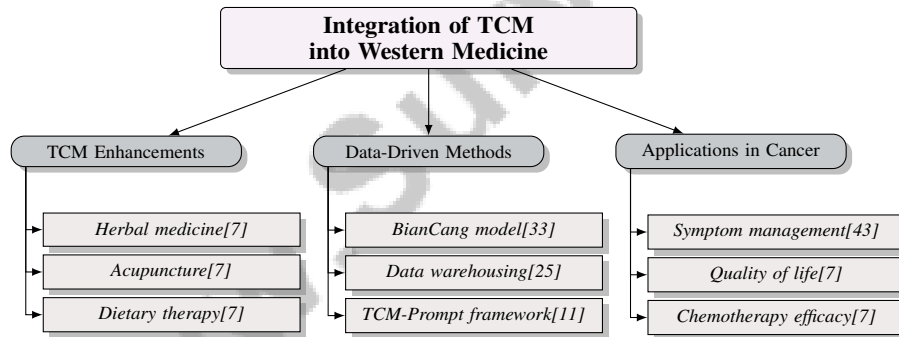 Integration of TCM
into Western Medicine
TCM Enhancements
Herbal medicine[7]
Acupuncture[7]
Dietary therapy[7]
Data-Driven Methods
BianCang model[33]
Data warehousing[25]
TCM-Prompt framework[11]
Applications in Cancer
Symptom management[43]
Quality of life[7]
Chemotherapy efficacy[7]